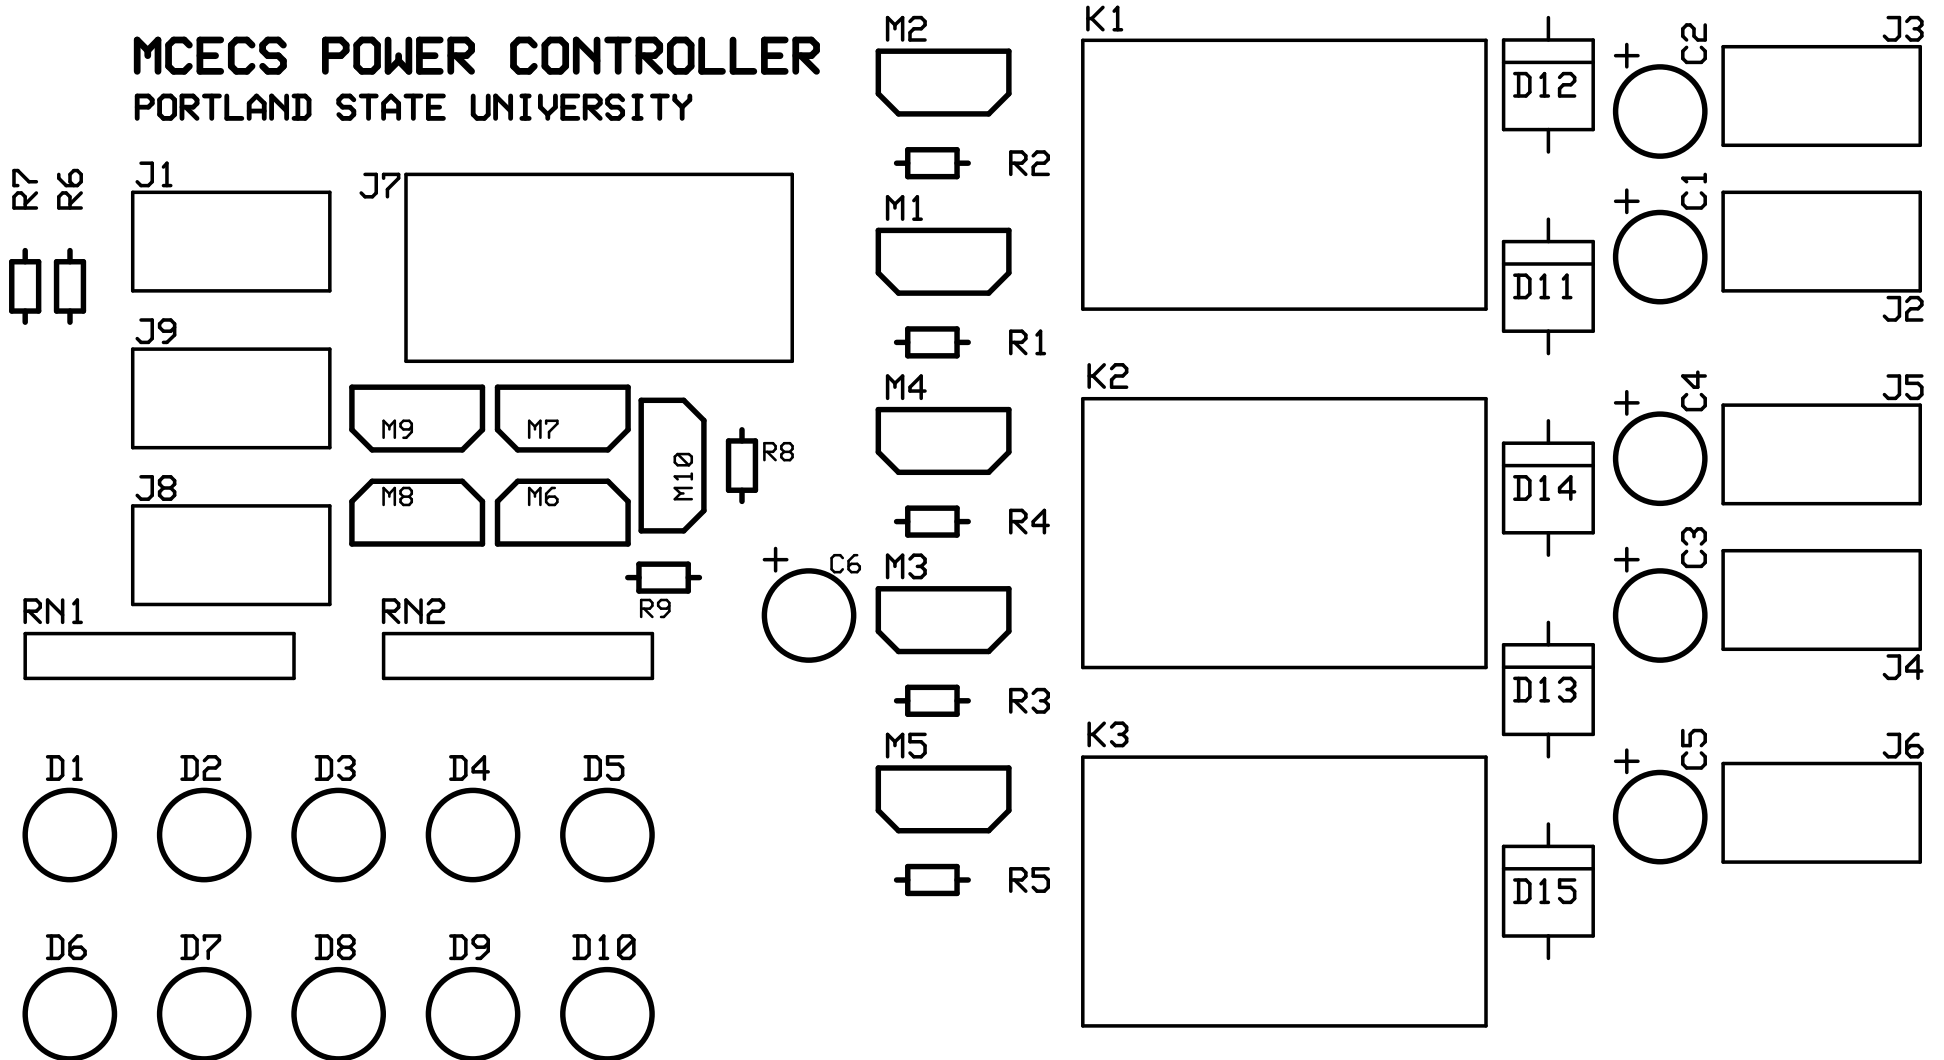 MCECS POWER CONTROLLER
PORTLAND STATE UNIVERSITY
M2
K1
D12
+
C2
J3
R2
R7
R6
J1
J7
M1
+
C1
D11
J2
R1
J9
M4
K2
+
C4
J5
M9
M7
M10
R8
J8
M8
M6
D14
R4
R9
+
C6
M3
+
C3
J4
RN1
RN2
D13
R3
M5
K3
+
C5
J6
D1
D2
D3
D4
D5
R5
D15
D6
D7
D8
D9
D10